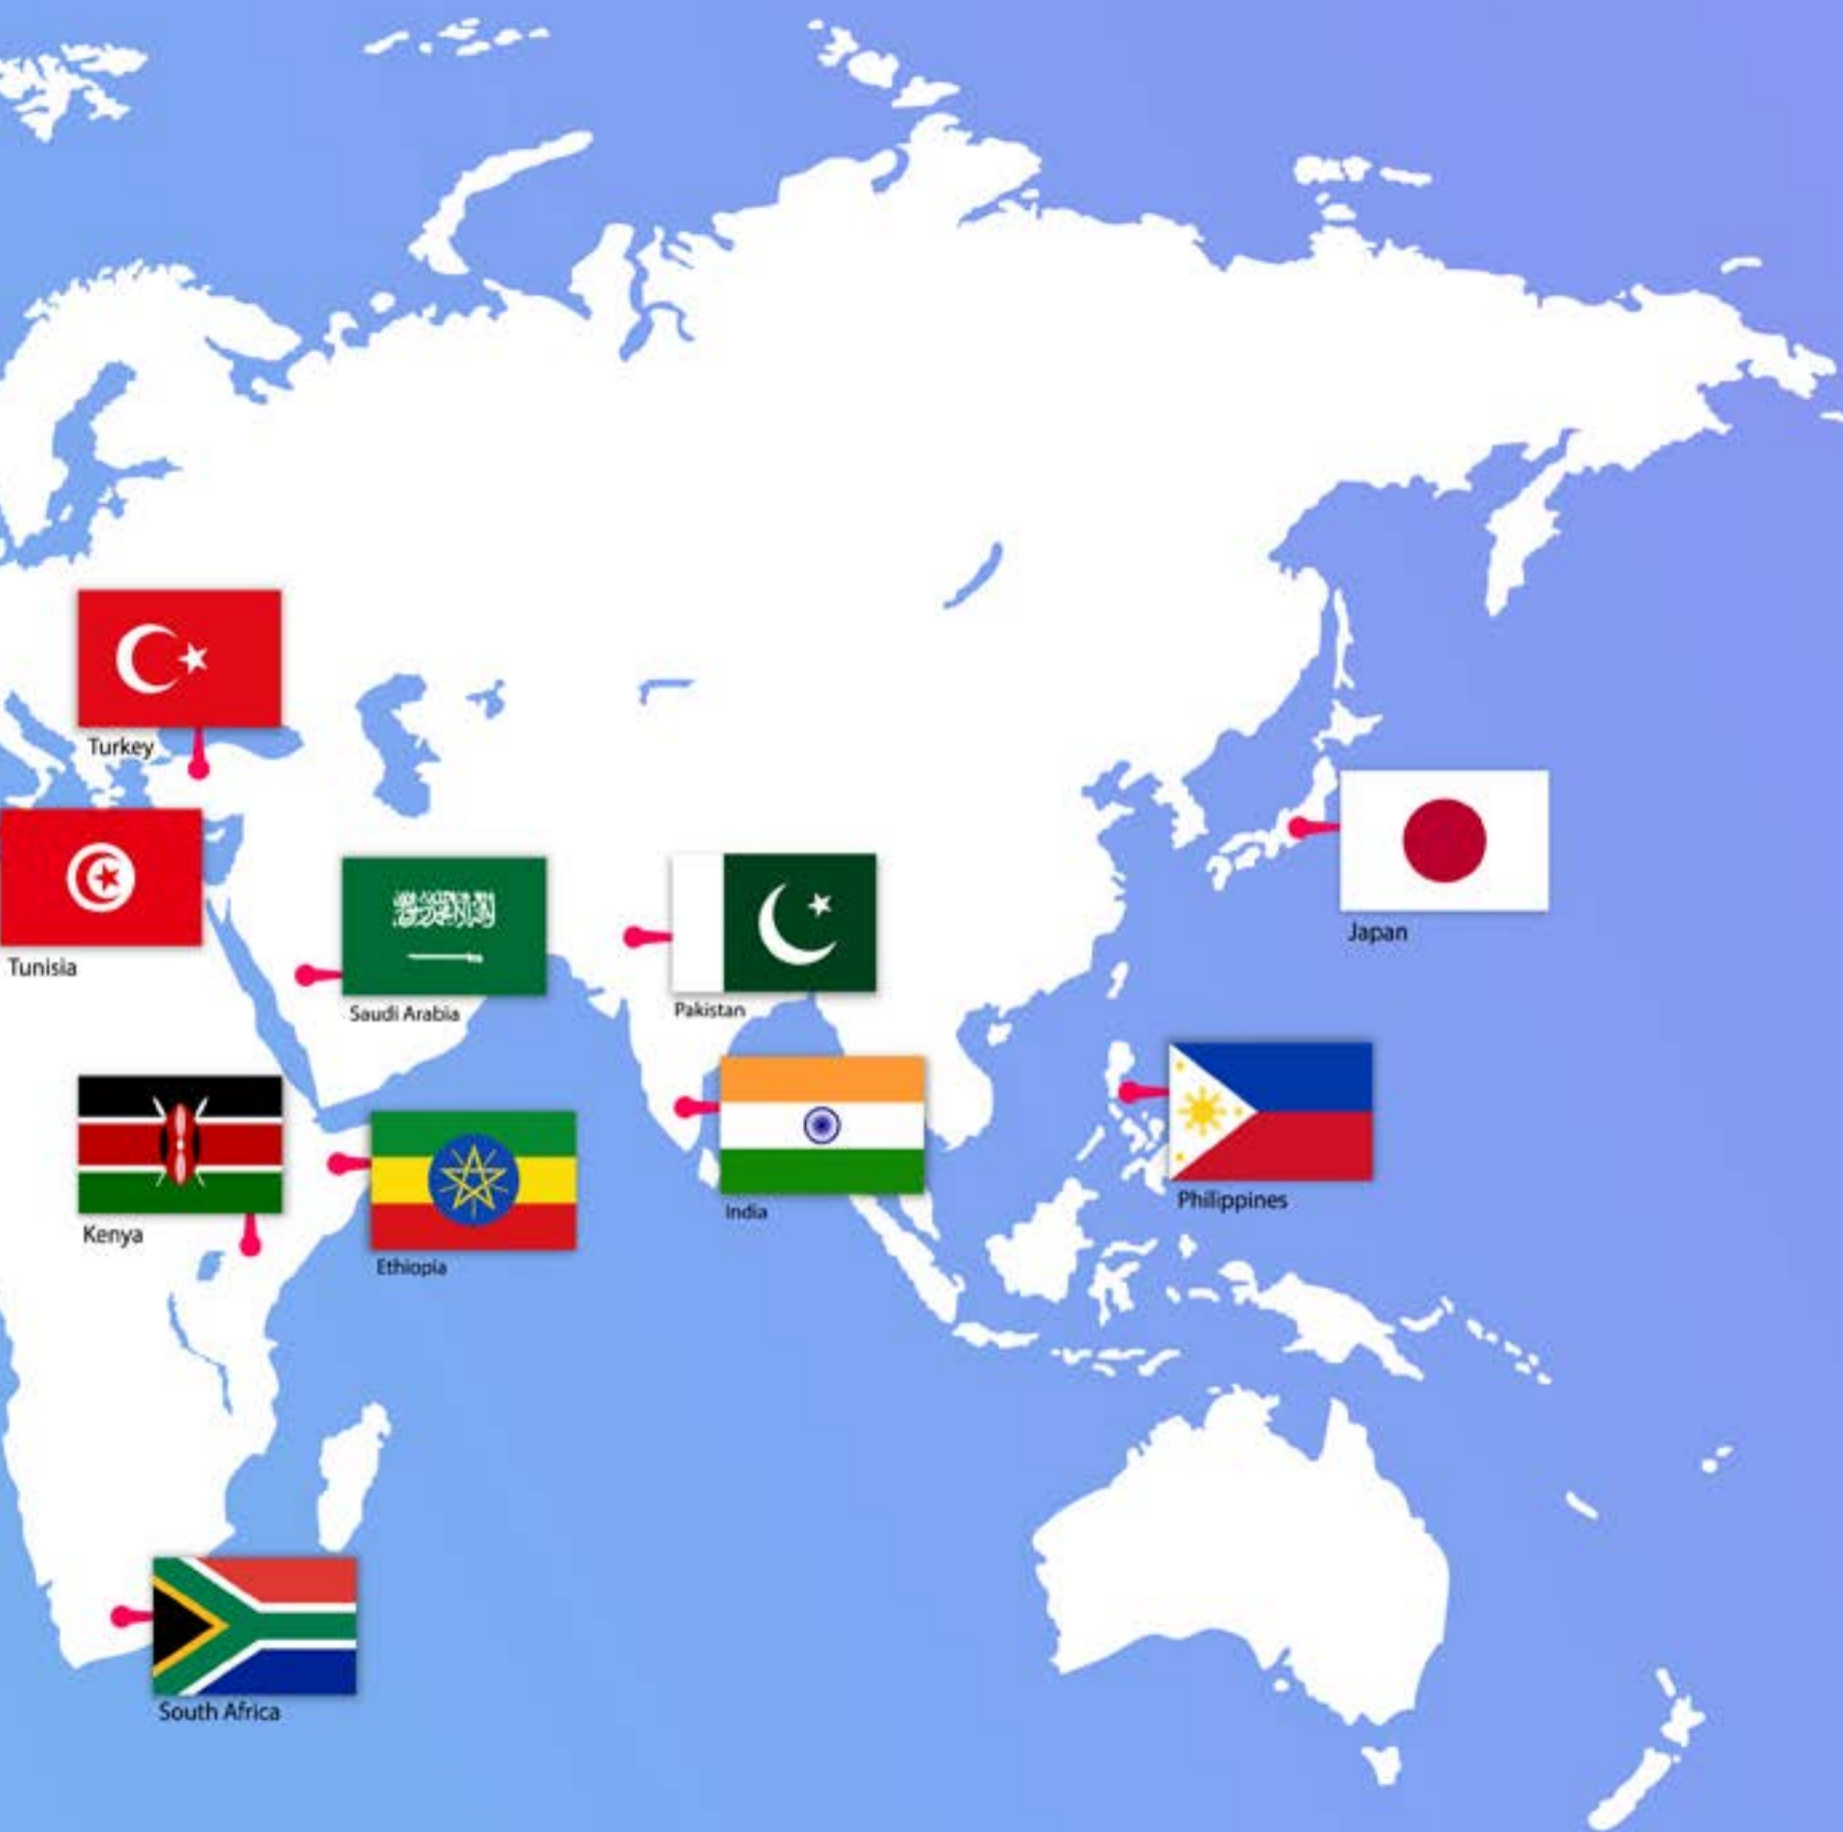 Turkey
Tunisia
Saudi Arabia
Pakistan
Japan
Kenya
Ethiopia
India
Philippines
South Africa